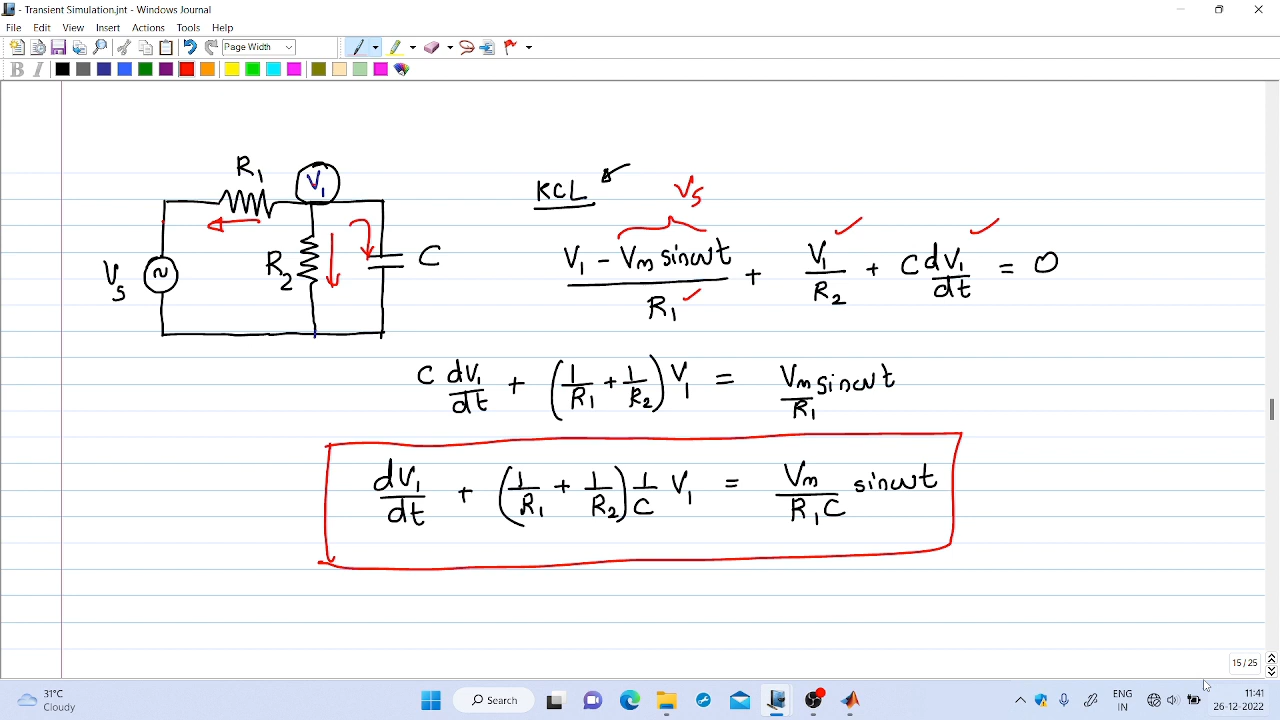 Transient Simulation.jnt - Windows Journal
File Edit View Insert Actions Tools Help
Page Width
B I
R₁
V₁
R₂
C
Vs
KCL
Vs
(V₁ - Vm sinωt)/R₁ + V₁/R₂ + C dV₁/dt = 0
C dV₁/dt + (1/R₁ + 1/R₂) V₁ = Vm/R₁ sinωt
dV₁/dt + (1/R₁ + 1/R₂) 1/C V₁ = Vm/R₁C sinωt
15 / 25
31°C
Cloudy
Search
ENG
IN
11:41
26-12-2022